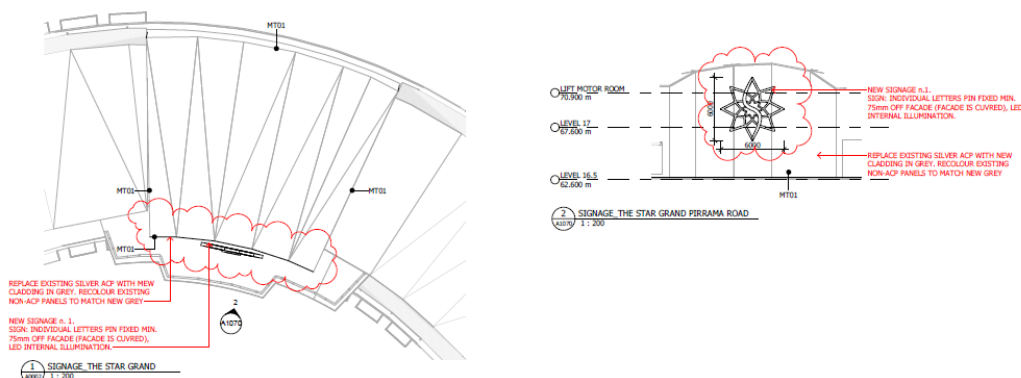 MT01
MT01
MT01
MT01
REPLACE EXISTING SILVER ACP WITH MEW
CLADDING IN GREY. RECOLOUR EXISTING
NON-ACP PANELS TO MATCH NEW GREY
NEW SIGNAGE n. 1.
SIGN: INDIVIDUAL LETTERS PIN FIXED MIN.
75mm OFF FACADE (FACADE IS CUVRED),
LED INTERNAL ILLUMINATION.
2
A1070
1
SIGNAGE_THE STAR GRAND
1 : 200
LIFT MOTOR ROOM
70.900 m
LEVEL 17
67.600 m
LEVEL 16.5
62.600 m
6000
6000
NEW SIGNAGE n.1.
SIGN: INDIVIDUAL LETTERS PIN FIXED MIN.
75mm OFF FACADE (FACADE IS CUVRED), LED
INTERNAL ILLUMINATION.
REPLACE EXISTING SILVER ACP WITH NEW
CLADDING IN GREY. RECOLOUR EXISTING
NON-ACP PANELS TO MATCH NEW GREY
MT01
2
SIGNAGE_THE STAR GRAND PIRRAMA ROAD
A1070
1 : 200